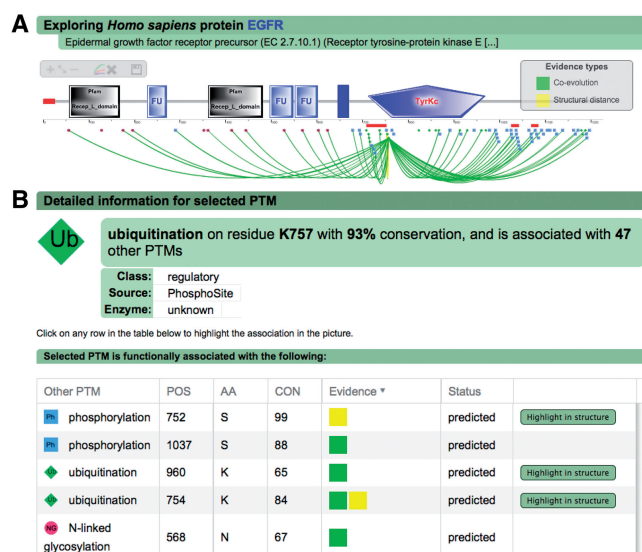 A
Exploring Homo sapiens protein EGFR
Epidermal growth factor receptor precursor (EC 2.7.10.1) (Receptor tyrosine-protein kinase E [...]
Evidence types
Co-evolution
Structural distance
Pfam
Recep_L_domain
FU
Pfam
Recep_L_domain
FU
FU
TyrKc
B
Detailed information for selected PTM
Ub
ubiquitination on residue K757 with 93% conservation, and is associated with 47
other PTMs
Class: regulatory
Source: PhosphoSite
Enzyme: unknown
Click on any row in the table below to highlight the association in the picture.
Selected PTM is functionally associated with the following:
Other PTM POS AA CON Evidence ▾ Status
Ph phosphorylation 752 S 99 predicted Highlight in structure
Ph phosphorylation 1037 S 88 predicted
Ub ubiquitination 960 K 65 predicted Highlight in structure
Ub ubiquitination 754 K 84 predicted Highlight in structure
NG N-linked
glycosylation 568 N 67 predicted